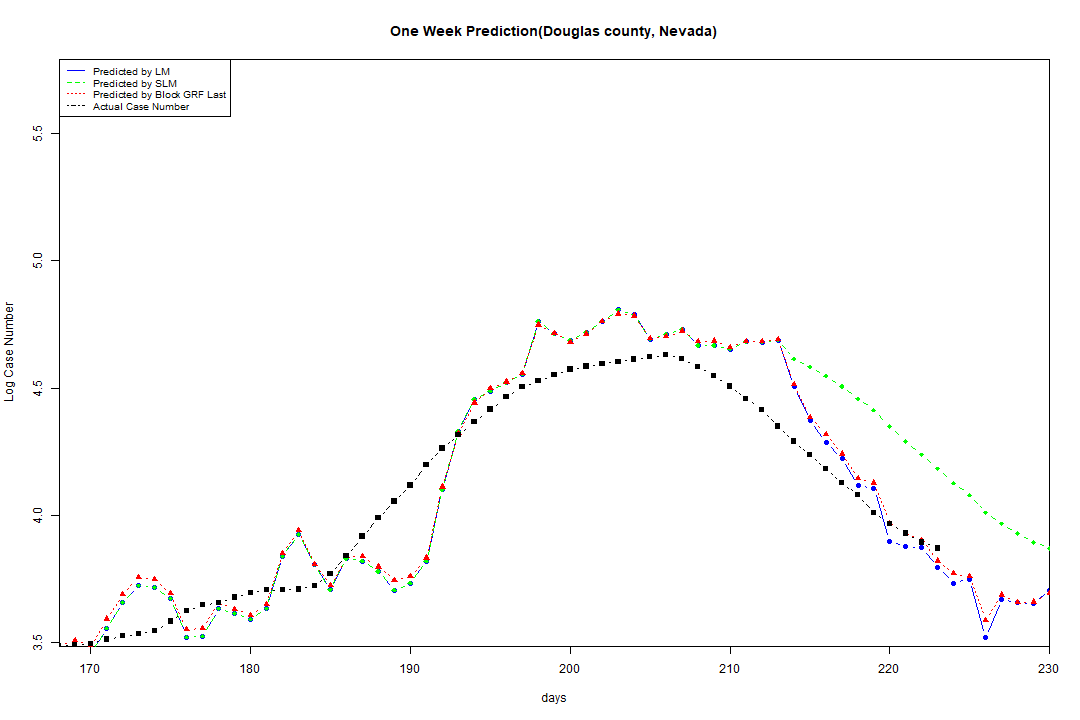 One Week Prediction(Douglas county, Nevada)
Predicted by LM
Predicted by SLM
Predicted by Block GRF Last
Actual Case Number
5.5
5.0
4.5
4.0
3.5
Log Case Number
170 180 190 200 210 220 230
days